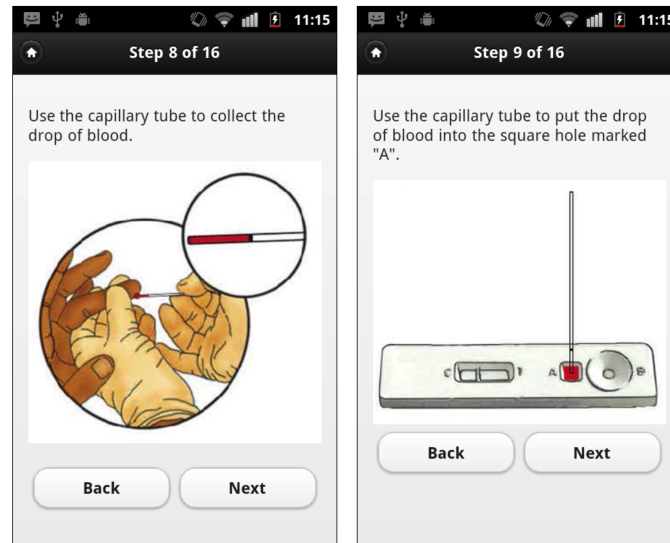 11:15
Step 8 of 16
Use the capillary tube to collect the
drop of blood.
Back Next
11:15
Step 9 of 16
Use the capillary tube to put the drop
of blood into the square hole marked
"A".
C T A B
Back Next